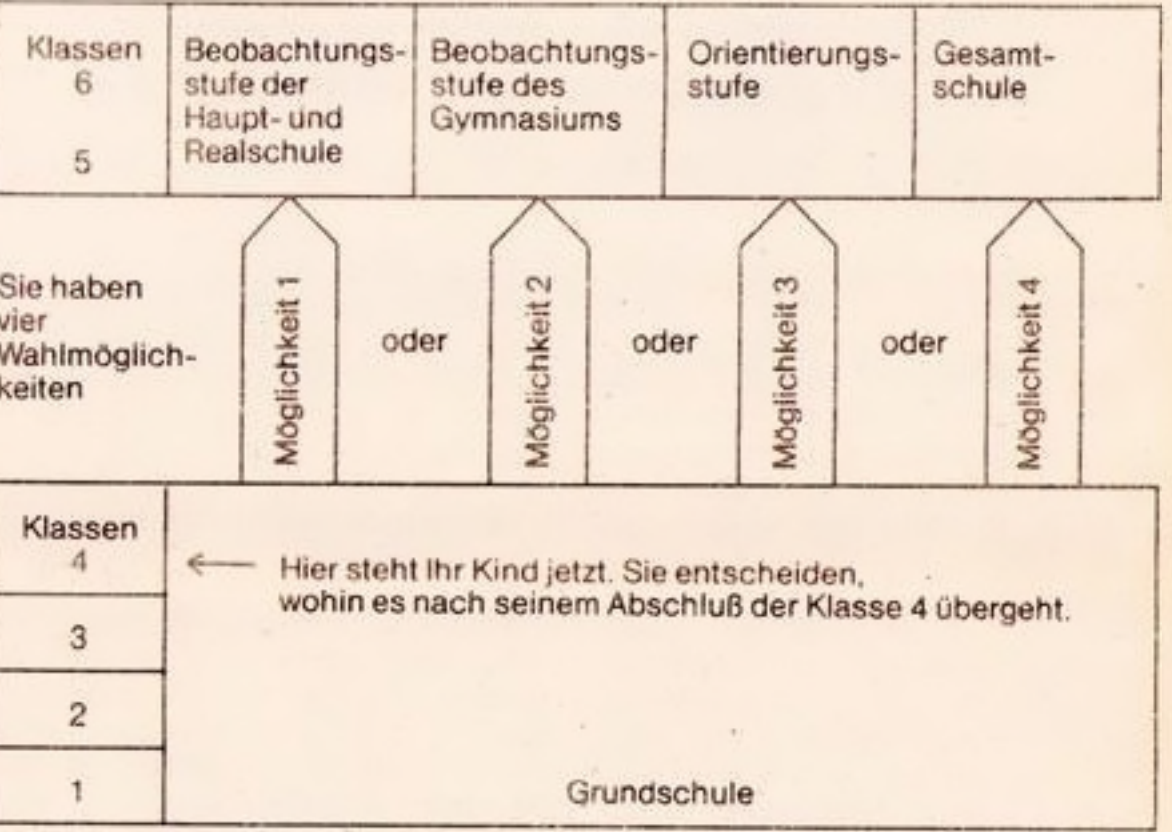 Klassen
6
5
Beobachtungs-
stufe der
Haupt- und
Realschule
Beobachtungs-
stufe des
Gymnasiums
Orientierungs-
stufe
Gesamt-
schule
Sie haben
vier
Wahlmöglich-
keiten
Möglichkeit 1
oder
Möglichkeit 2
oder
Möglichkeit 3
oder
Möglichkeit 4
Klassen
4
← Hier steht Ihr Kind jetzt. Sie entscheiden,
wohin es nach seinem Abschluß der Klasse 4 übergeht.
3
2
1
Grundschule